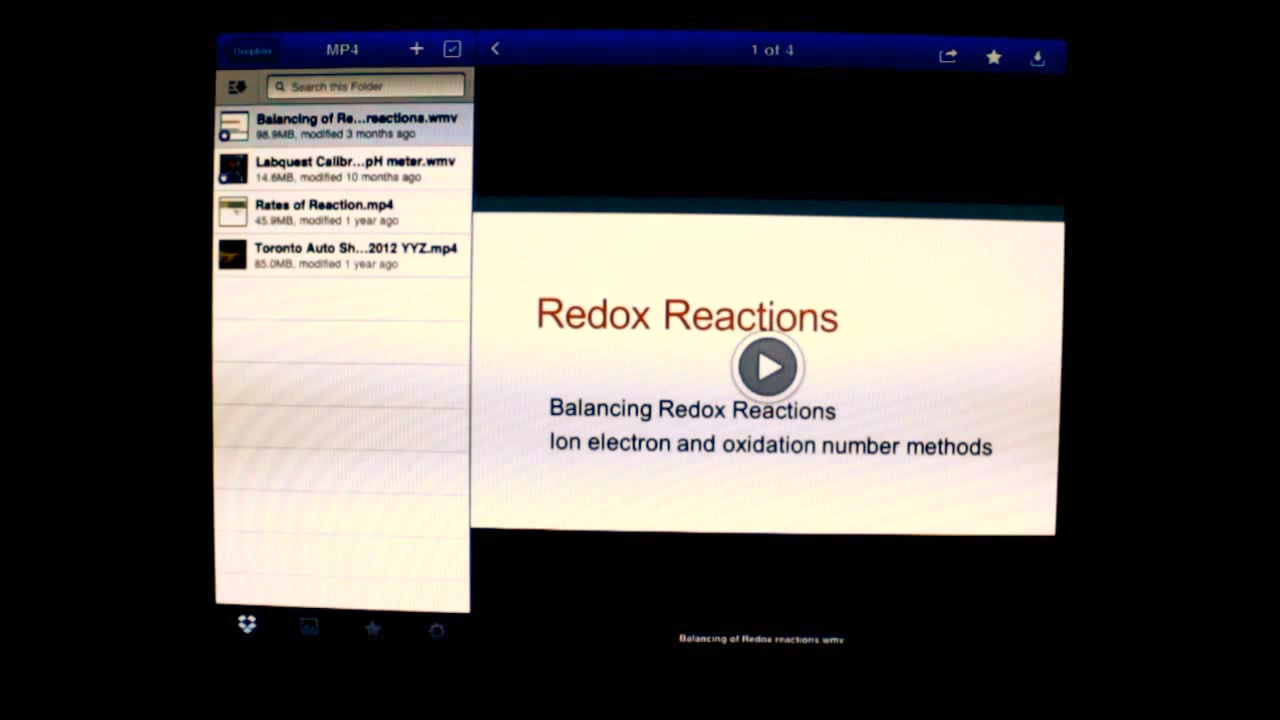 Dropbox
MP4
1 of 4
Search this Folder
Balancing of Re...reactions.wmv
98.9MB, modified 3 months ago
Labquest Calibr...pH meter.wmv
14.6MB, modified 10 months ago
Rates of Reaction.mp4
45.9MB, modified 1 year ago
Toronto Auto Sh...2012 YYZ.mp4
85.0MB, modified 1 year ago
Redox Reactions
Balancing Redox Reactions
Ion electron and oxidation number methods
Balancing of Redox reactions.wmv